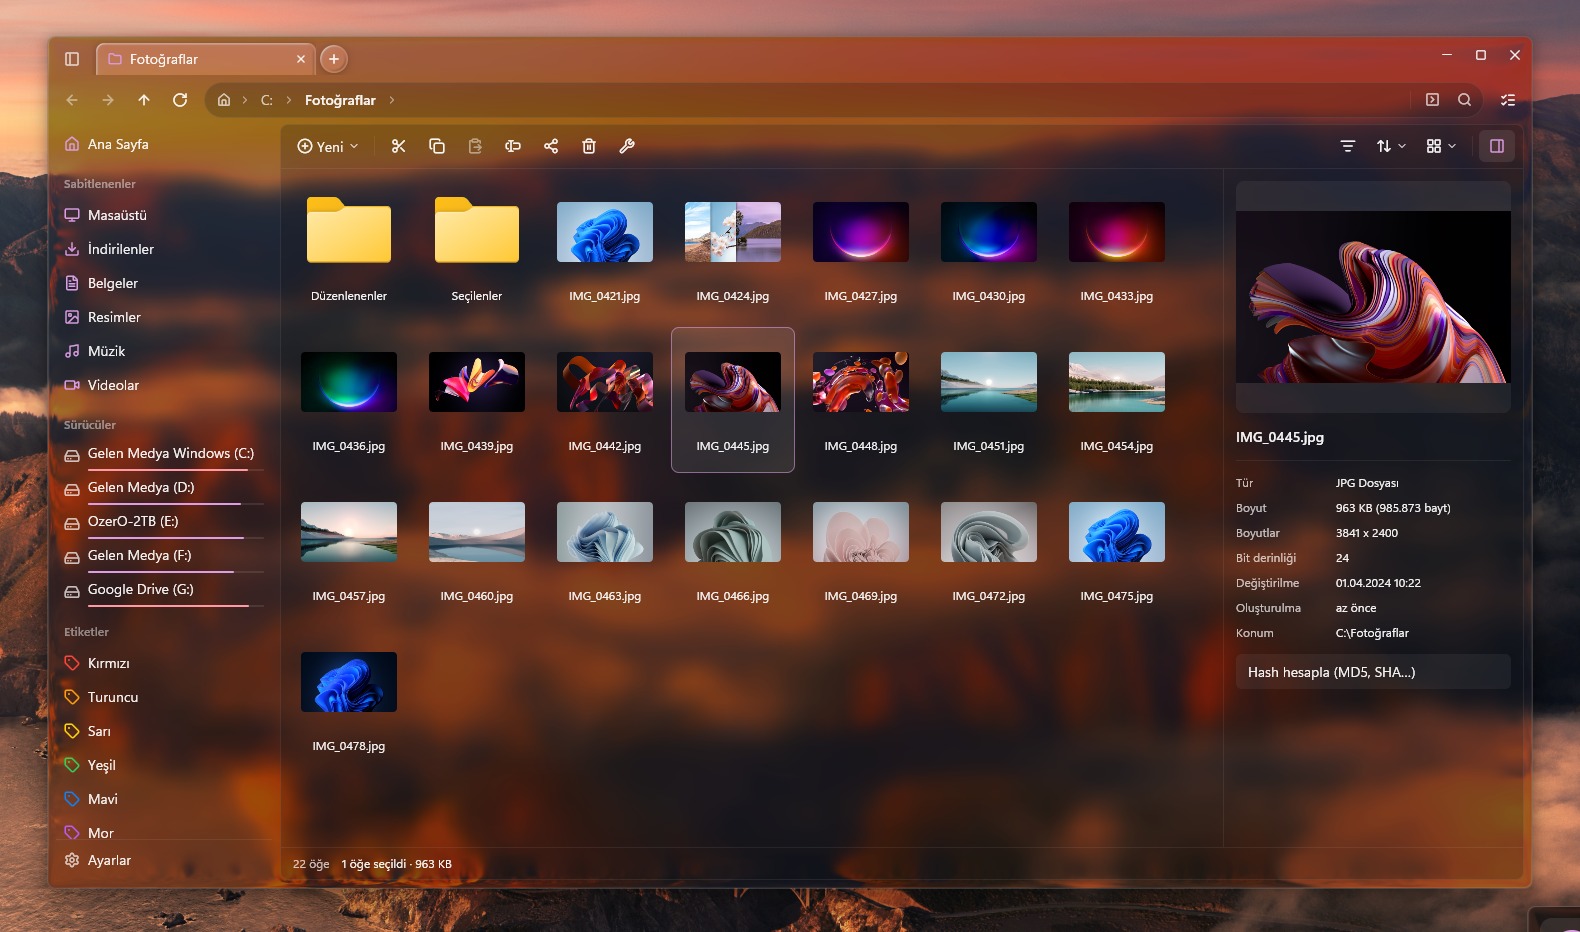 Fotoğraflar
C:
Fotoğraflar
Ana Sayfa
Sabitlenenler
Masaüstü
İndirilenler
Belgeler
Resimler
Müzik
Videolar
Sürücüler
Gelen Medya Windows (C:)
Gelen Medya (D:)
OzerO-2TB (E:)
Gelen Medya (F:)
Google Drive (G:)
Etiketler
Kırmızı
Turuncu
Sarı
Yeşil
Mavi
Mor
Ayarlar
Yeni
Düzenlenenler
Seçilenler
IMG_0421.jpg
IMG_0424.jpg
IMG_0427.jpg
IMG_0430.jpg
IMG_0433.jpg
IMG_0436.jpg
IMG_0439.jpg
IMG_0442.jpg
IMG_0445.jpg
IMG_0448.jpg
IMG_0451.jpg
IMG_0454.jpg
IMG_0457.jpg
IMG_0460.jpg
IMG_0463.jpg
IMG_0466.jpg
IMG_0469.jpg
IMG_0472.jpg
IMG_0475.jpg
IMG_0478.jpg
22 öğe 1 öğe seçildi · 963 KB
IMG_0445.jpg
Tür JPG Dosyası
Boyut 963 KB (985.873 bayt)
Boyutlar 3841 x 2400
Bit derinliği 24
Değiştirilme 01.04.2024 10:22
Oluşturulma az önce
Konum C:\Fotoğraflar
Hash hesapla (MD5, SHA...)